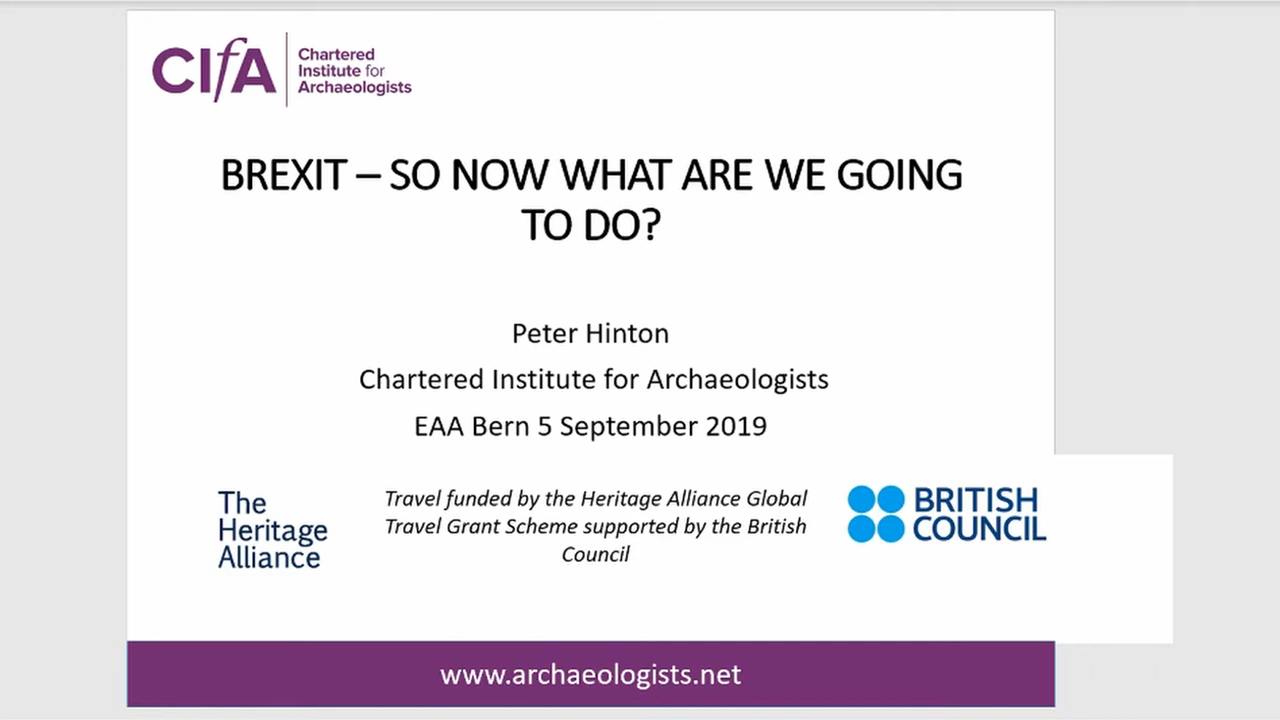 CIfA
Chartered
Institute for
Archaeologists
BREXIT – SO NOW WHAT ARE WE GOING
TO DO?
Peter Hinton
Chartered Institute for Archaeologists
EAA Bern 5 September 2019
The
Heritage
Alliance
Travel funded by the Heritage Alliance Global
Travel Grant Scheme supported by the British
Council
BRITISH
COUNCIL
www.archaeologists.net